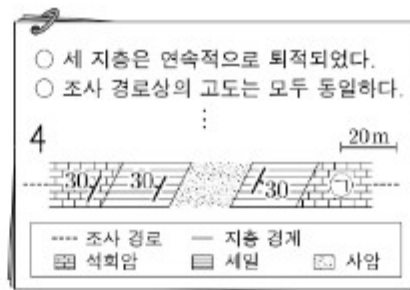 ○ 세 지층은 연속적으로 퇴적되었다.
○ 조사 경로상의 고도는 모두 동일하다.
⋮
4
20m
30 30 30 ㉠
---- 조사 경로 — 지층 경계
석회암 셰일 사암